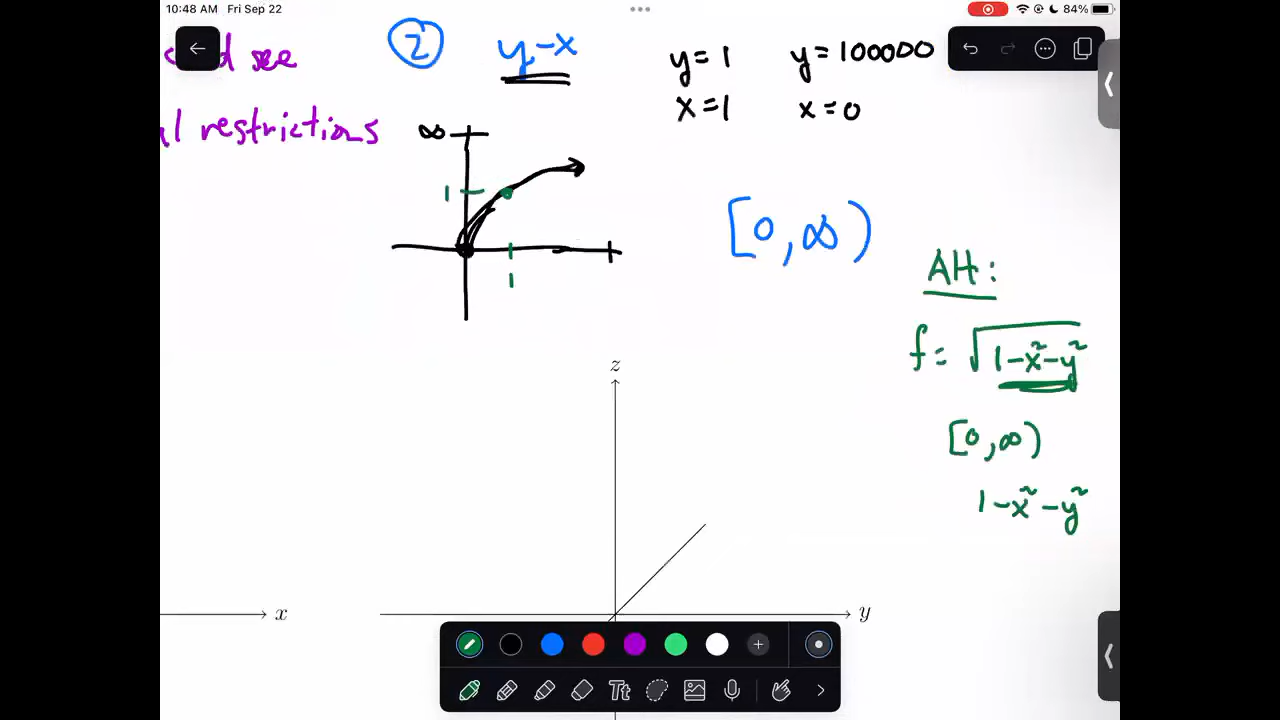 10:48 AM Fri Sep 22
84%
see
② y-x
y=1 y=100000
x=1 x=0
restrictions
∞
1
1
[0,∞)
AH:
f=√1-x²-y²
[0,∞)
1-x²-y²
z
x
y
Tt